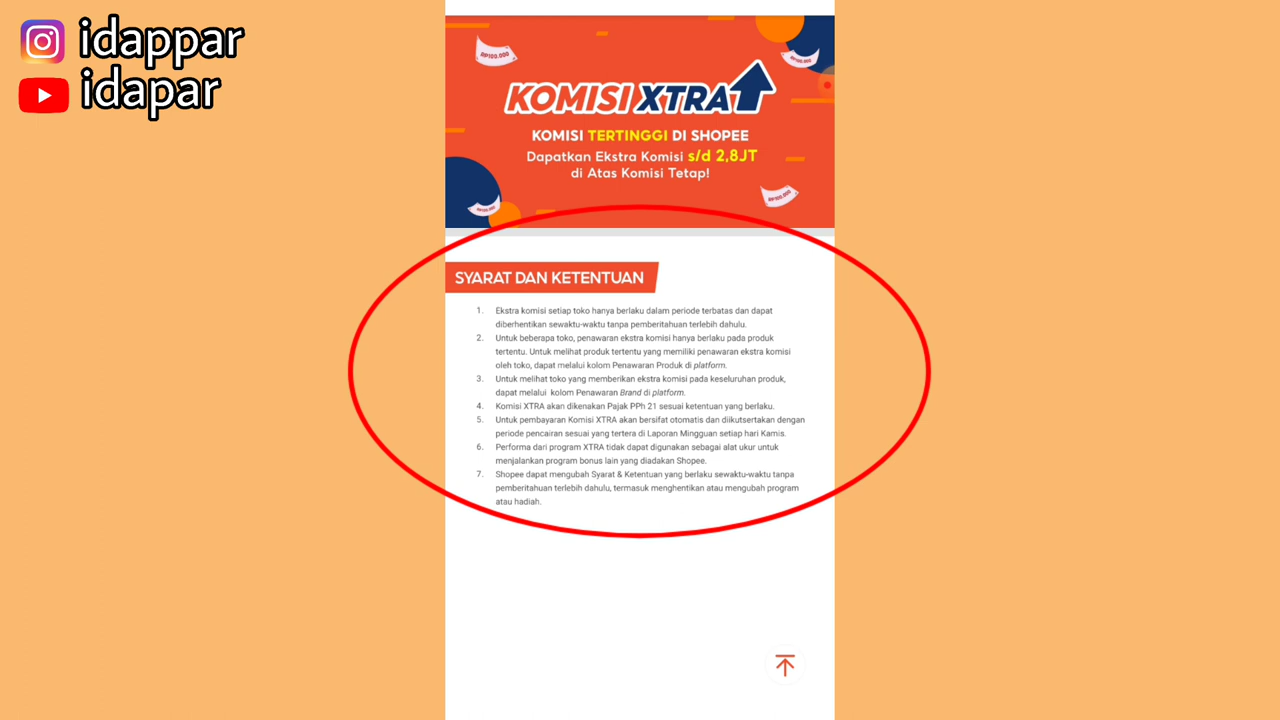 idappar
idapar
RP100.000
RP100.000
KOMISI XTRA
KOMISI TERTINGGI DI SHOPEE
Dapatkan Ekstra Komisi s/d 2,8JT
di Atas Komisi Tetap!
RP100.000
RP100.000
SYARAT DAN KETENTUAN
1. Ekstra komisi setiap toko hanya berlaku dalam periode terbatas dan dapat
diberhentikan sewaktu-waktu tanpa pemberitahuan terlebih dahulu.
2. Untuk beberapa toko, penawaran ekstra komisi hanya berlaku pada produk
tertentu. Untuk melihat produk tertentu yang memiliki penawaran ekstra komisi
oleh toko, dapat melalui kolom Penawaran Produk di platform.
3. Untuk melihat toko yang memberikan ekstra komisi pada keseluruhan produk,
dapat melalui kolom Penawaran Brand di platform.
4. Komisi XTRA akan dikenakan Pajak PPh 21 sesuai ketentuan yang berlaku.
5. Untuk pembayaran Komisi XTRA akan bersifat otomatis dan diikutsertakan dengan
periode pencairan sesuai yang tertera di Laporan Mingguan setiap hari Kamis.
6. Performa dari program XTRA tidak dapat digunakan sebagai alat ukur untuk
menjalankan program bonus lain yang diadakan Shopee.
7. Shopee dapat mengubah Syarat & Ketentuan yang berlaku sewaktu-waktu tanpa
pemberitahuan terlebih dahulu, termasuk menghentikan atau mengubah program
atau hadiah.